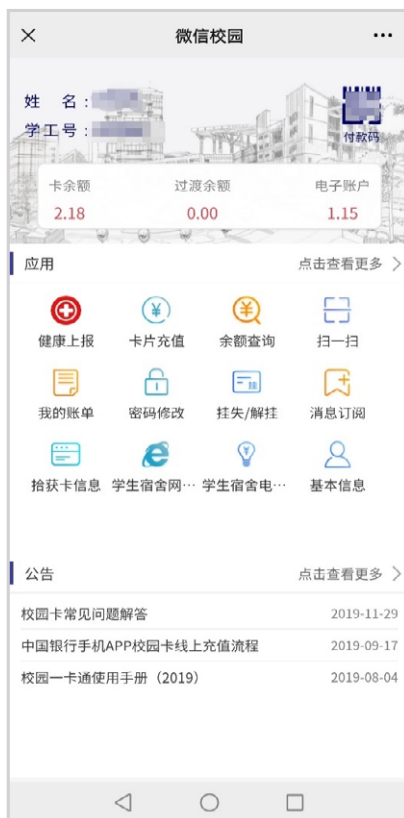 微信校园
姓 名:
学工号:
付款码
卡余额 过渡余额 电子账户
2.18 0.00 1.15
应用 点击查看更多
健康上报 卡片充值 余额查询 扫一扫
我的账单 密码修改 挂失/解挂 消息订阅
拾获卡信息 学生宿舍网… 学生宿舍电… 基本信息
公告 点击查看更多
校园卡常见问题解答 2019-11-29
中国银行手机APP校园卡线上充值流程 2019-09-17
校园一卡通使用手册（2019） 2019-08-04